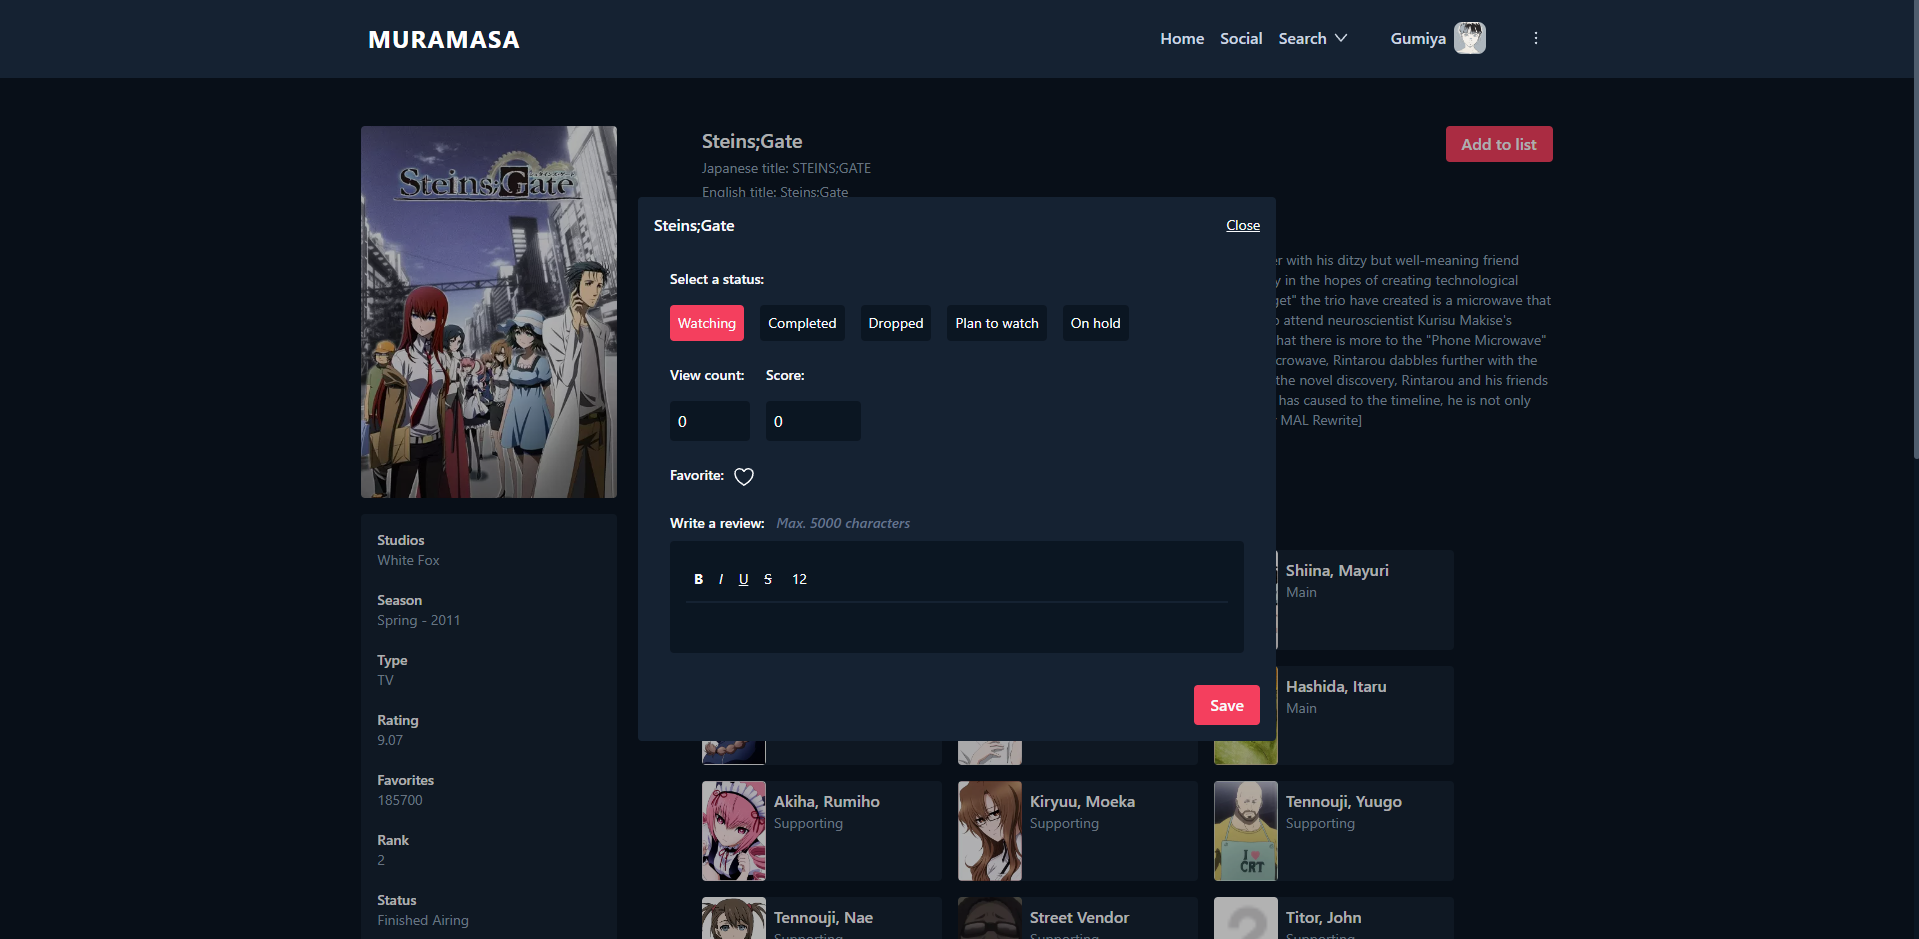 MURAMASA
Home Social Search Gumiya
Steins;Gate
Steins;Gate
Japanese title: STEINS;GATE
English title: Steins;Gate
Add to list
Steins;Gate
Close
Select a status:
Watching Completed Dropped Plan to watch On hold
View count: Score:
0 0
Favorite:
Write a review: Max. 5000 characters
B I U S 12
Save
r with his ditzy but well-meaning friend
y in the hopes of creating technological
get" the trio have created is a microwave that
o attend neuroscientist Kurisu Makise's
hat there is more to the "Phone Microwave"
crowave, Rintarou dabbles further with the
the novel discovery, Rintarou and his friends
has caused to the timeline, he is not only
MAL Rewrite]
Studios
White Fox
Season
Spring - 2011
Type
TV
Rating
9.07
Favorites
185700
Rank
2
Status
Finished Airing
Shiina, Mayuri
Main
Hashida, Itaru
Main
Akiha, Rumiho
Supporting
Kiryuu, Moeka
Supporting
Tennouji, Yuugo
Supporting
I
CRT
Tennouji, Nae
Supporting
Street Vendor
Supporting
?
Titor, John
Supporting